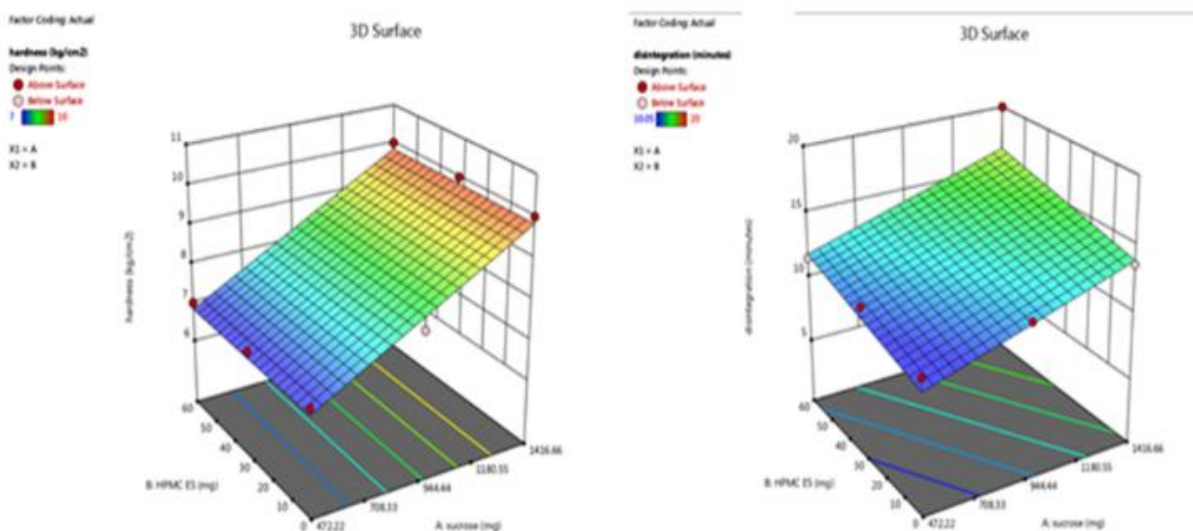 Factor Coding: Actual
3D Surface
hardness (kg/cm2)
Design Points:
Above Surface
Below Surface
7 10
X1 = A
X2 = B
11
10
9
8
7
6
hardness (kg/cm2)
60
50
40
30
20
10
0
B: HPMC E5 (mg)
472.22
708.33
944.44
1180.55
1416.66
A: sucrose (mg)
Factor Coding: Actual
3D Surface
disintegration (minutes)
Design Points:
Above Surface
Below Surface
20
X1 = A
X2 = B
20
15
10
5
disintegration (minutes)
60
50
40
30
20
10
0
B: HPMC E5 (mg)
472.22
708.33
944.44
1180.55
1416.66
A: sucrose (mg)